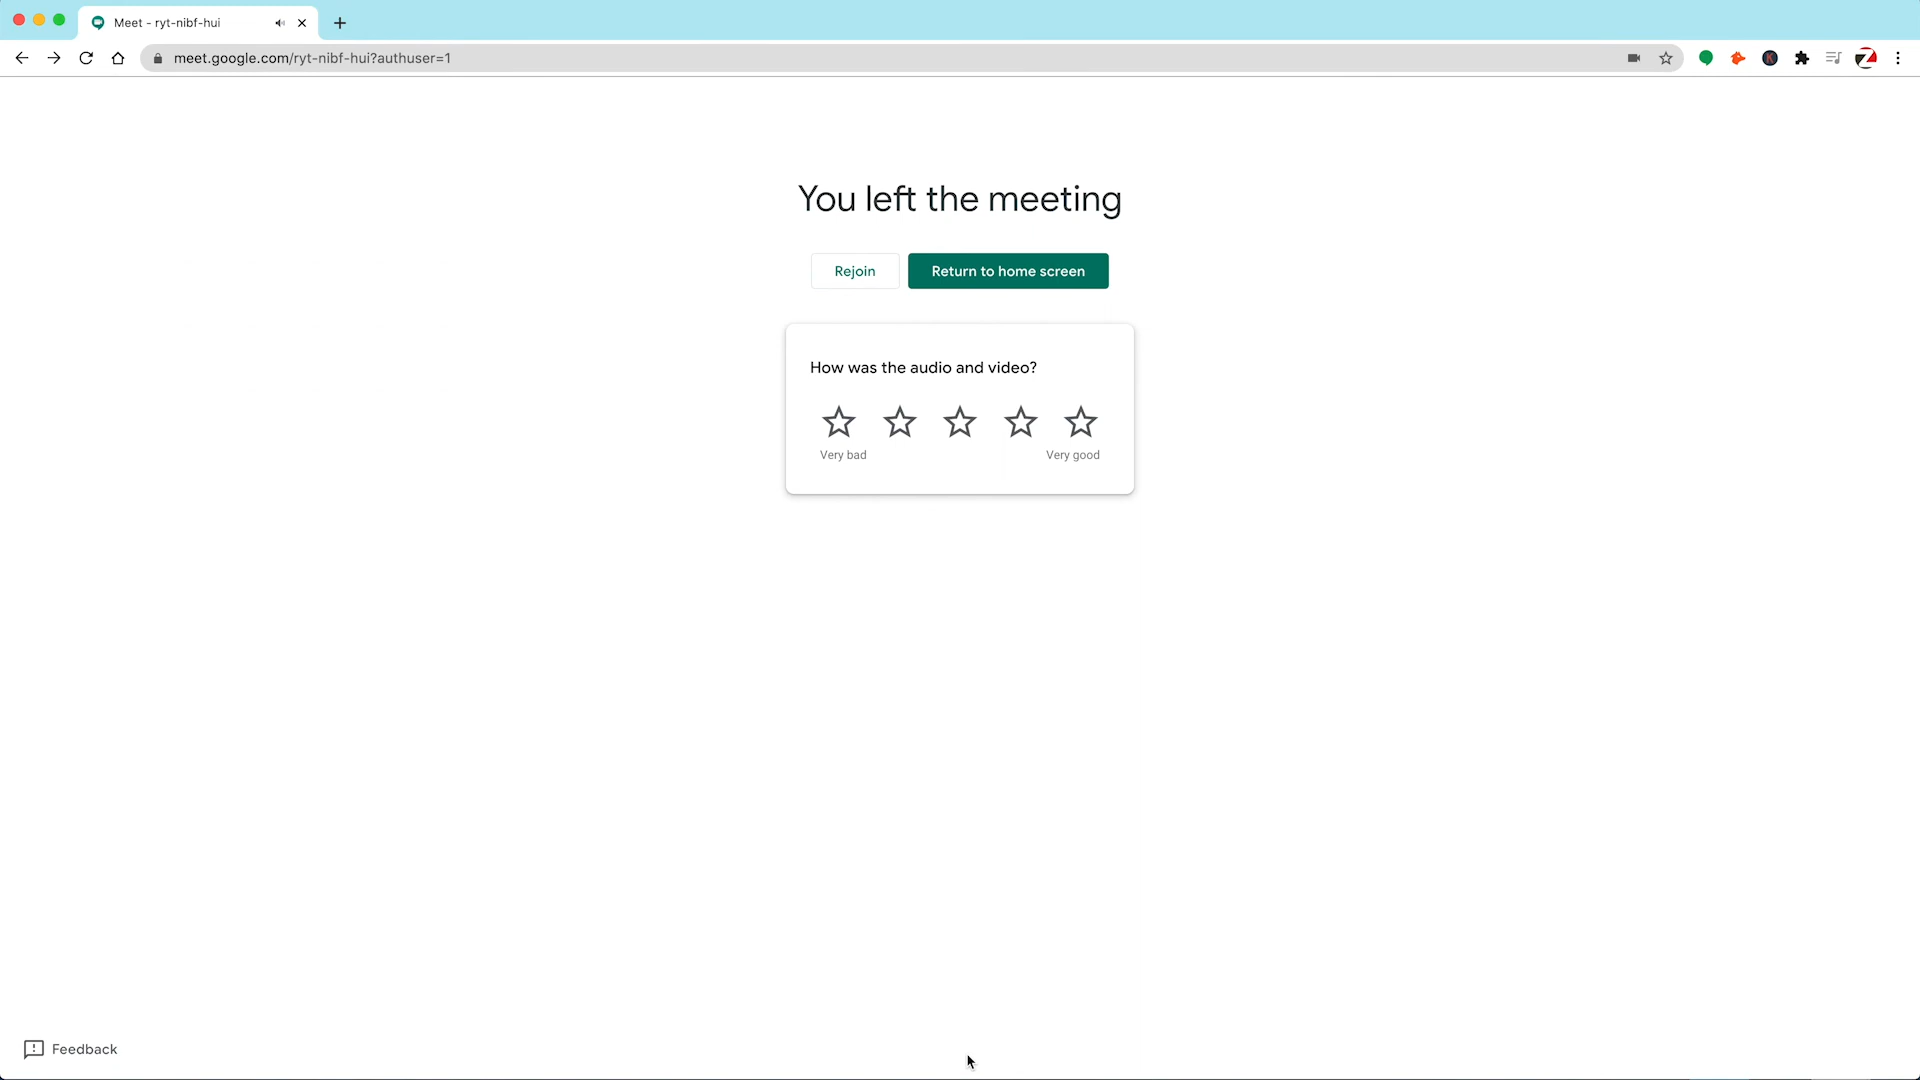 Meet - ryt-nibf-hui
meet.google.com/ryt-nibf-hui?authuser=1
You left the meeting
Rejoin
Return to home screen
How was the audio and video?
Very bad
Very good
Feedback